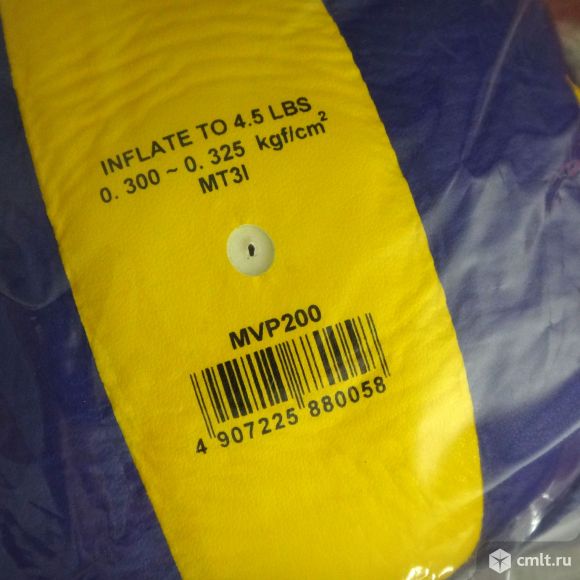 INFLATE TO 4.5 LBS
0.300 ~ 0.325 kgf/cm²
MT3I
MVP200
4 907225 880058
cmlt.ru